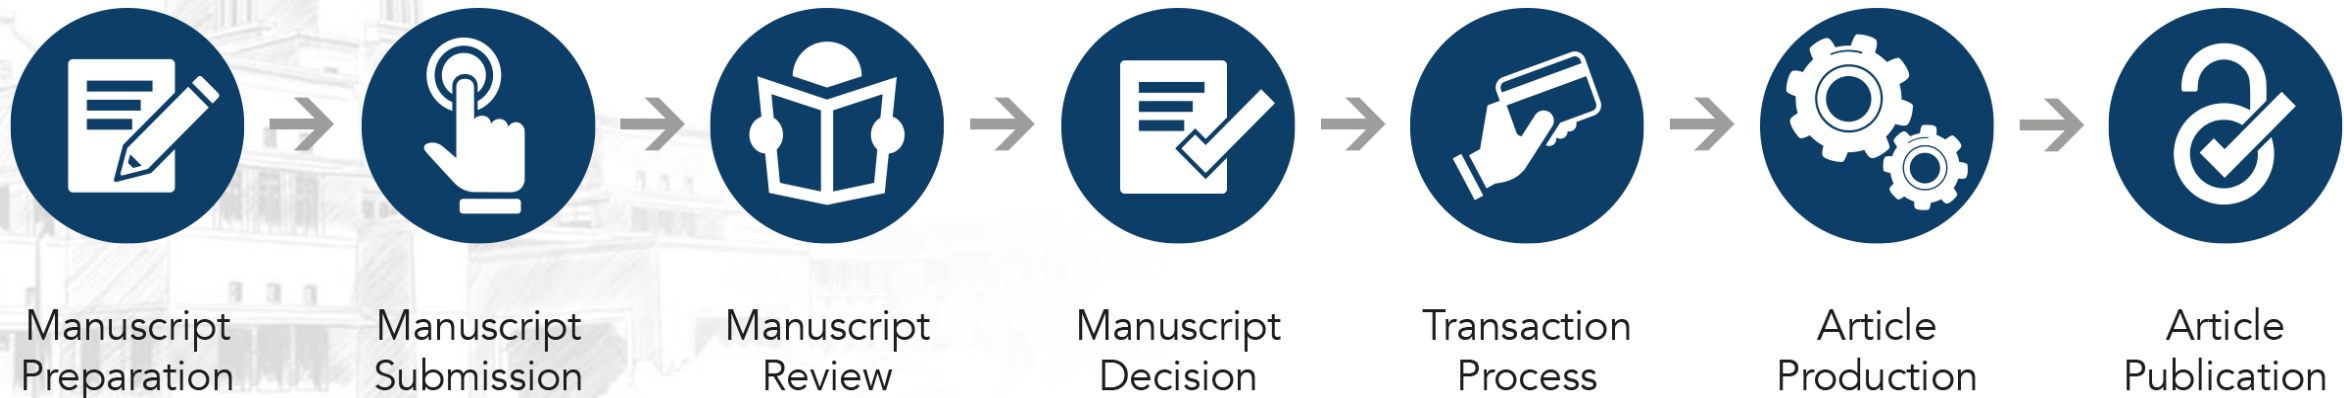 Manuscript
Preparation
Manuscript
Submission
Manuscript
Review
Manuscript
Decision
Transaction
Process
Article
Production
Article
Publication